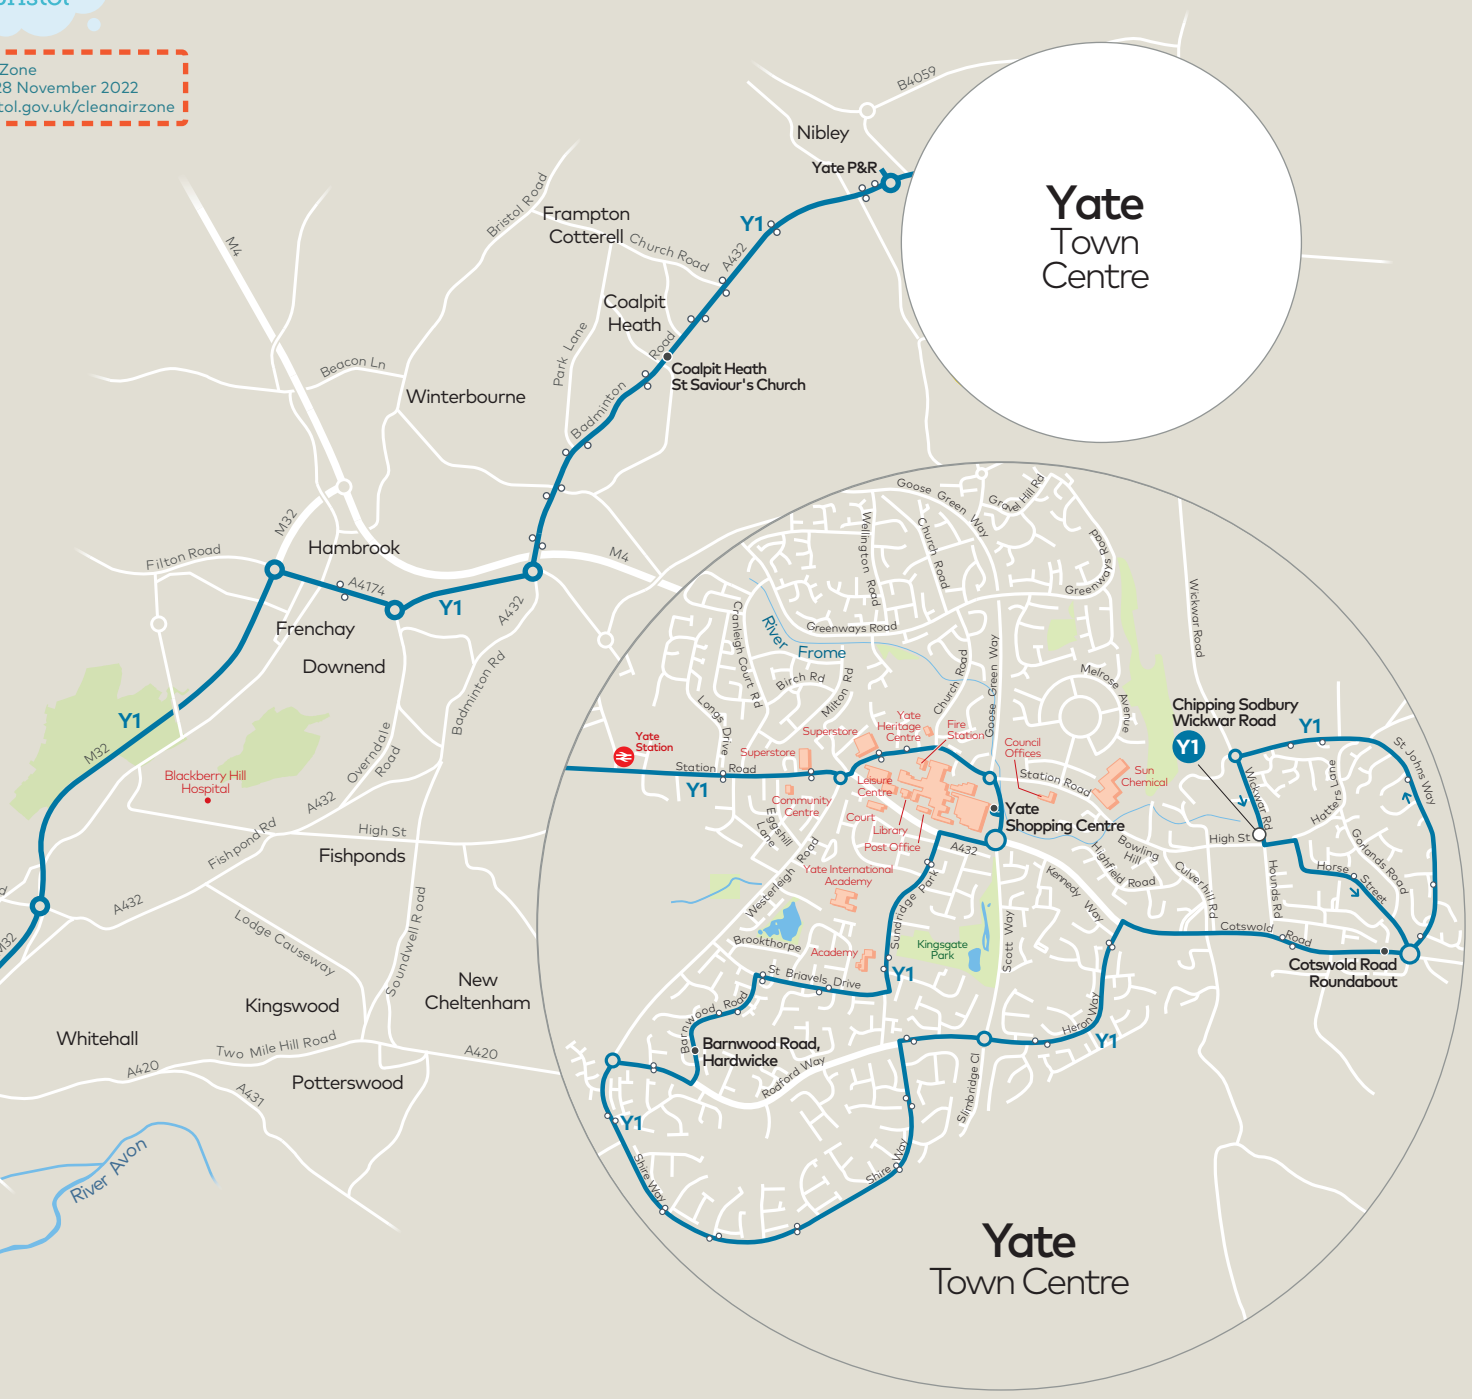 Zone
28 November 2022
tol.gov.uk/cleanairzone
B4059
Nibley
Yate P&R
Yate
Town
Centre
M4
Bristol Road
Frampton
Cotterell
Church Road
A432
Y1
Coalpit
Heath
Road
Coalpit Heath
St Saviour's Church
Park Lane
Badminton
Beacon Ln
Winterbourne
M32
Hambrook
Filton Road
A4174
M4
Y1
A432
Frenchay
Downend
Badminton Rd
Y1
M32
Overndale
Road
Blackberry Hill
Hospital
A432
High St
Fishpond Rd
Fishponds
A432
M32
Lodge Causeway
Soundwell Road
New
Cheltenham
Kingswood
Whitehall
Two Mile Hill Road
A420
A420
A431
Potterswood
River Avon
Goose Green Way
Gravel Hill Rd
Wellington Road
Church Road
Greenways Road
Wickwar Road
Cranleigh Court Rd
River
Frome
Greenways Road
Birch Rd
Milton Rd
Church Road
Goose Green Way
Melrose Avenue
Longs Drive
Yate
Station
Superstore
Superstore
Yate
Heritage
Centre
Fire
Station
Council
Offices
Station Road
Y1
Leisure
Centre
Community
Centre
Court
Library
Post Office
Station Road
Sun
Chemical
Yate
Shopping Centre
A432
Eggshill
Lane
Westerleigh Road
Yate International
Academy
Sundridge Park
Brookthorpe
Academy
Kingsgate
Park
Scott Way
Kennedy Way
Bowling
Hill
Highfield Road
Culverhill Rd
Chipping Sodbury
Wickwar Road
Y1
Y1
St Johns Way
Wickwar Rd
Hatters Lane
High St
Gorlands Road
Hounds Rd
Horse Street
Cotswold Road
Cotswold Road
Roundabout
St Briavels Drive
Y1
Barnwood Road
Barnwood Road,
Hardwicke
Rodford Way
Heron Way
Y1
Slimbridge Cl
Y1
Shire Way
Shire Way
Yate
Town Centre